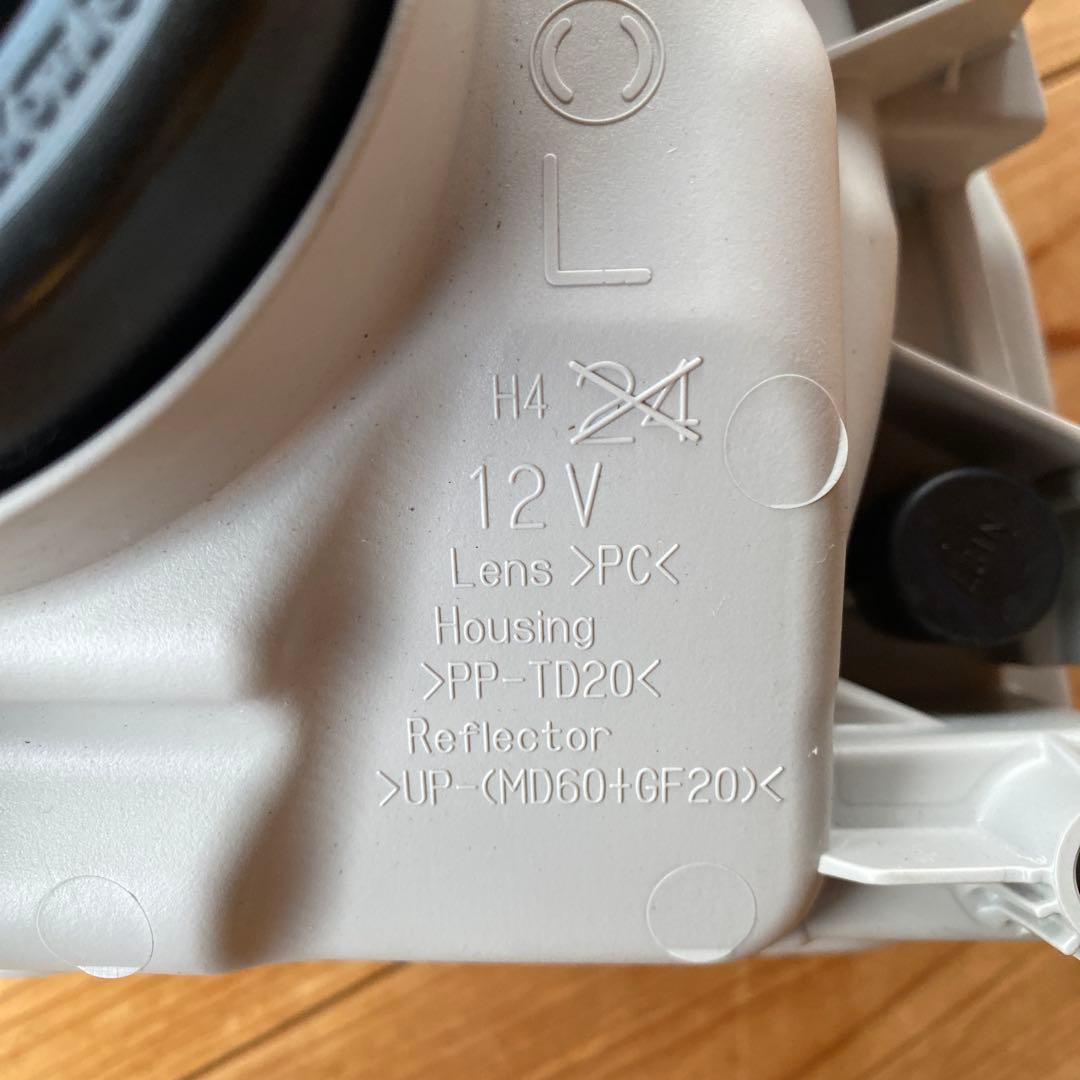 L
H4 24
12V
Lens >PC<
Housing
>PP-TD20<
Reflector
>UP-(MD60+GF20)<